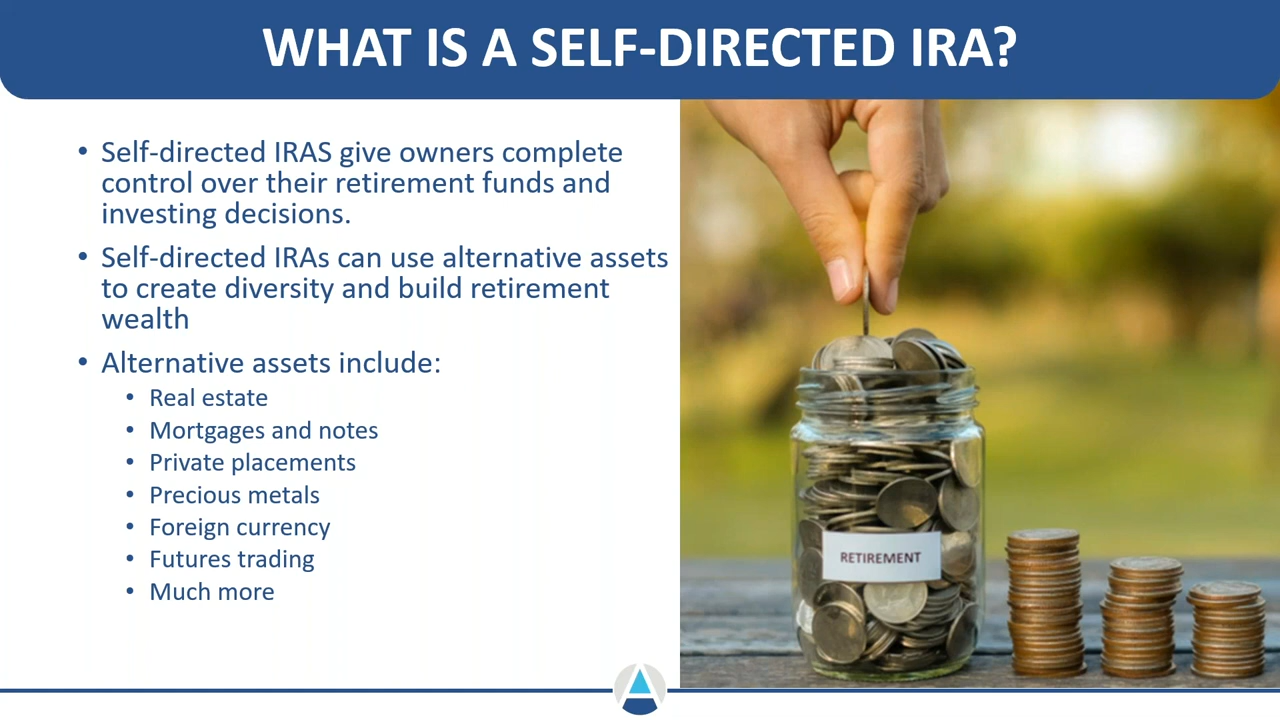 WHAT IS A SELF-DIRECTED IRA?
• Self-directed IRAS give owners complete
control over their retirement funds and
investing decisions.
• Self-directed IRAs can use alternative assets
to create diversity and build retirement
wealth
• Alternative assets include:
• Real estate
• Mortgages and notes
• Private placements
• Precious metals
• Foreign currency
• Futures trading
• Much more
RETIREMENT